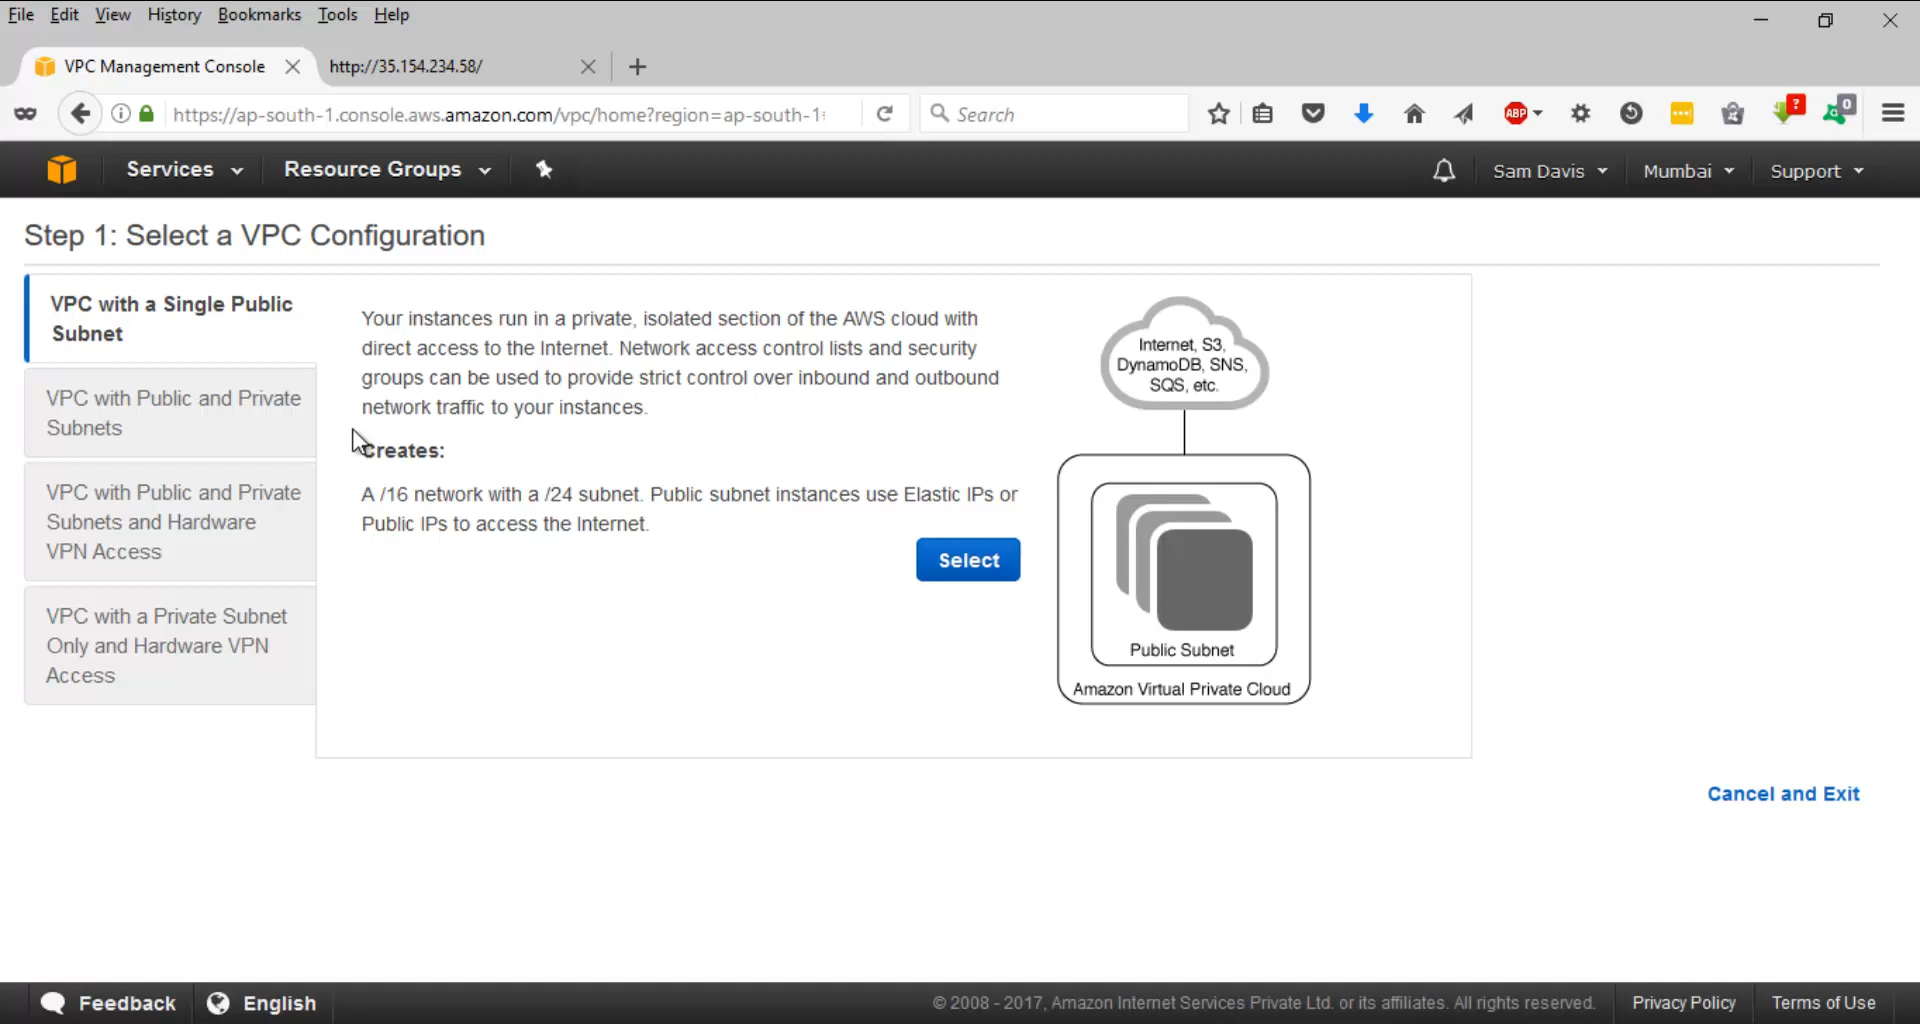 File Edit View History Bookmarks Tools Help
VPC Management Console http://35.154.234.58/
https://ap-south-1.console.aws.amazon.com/vpc/home?region=ap-south-1 Search ABP ? 0
Services Resource Groups Sam Davis Mumbai Support
Step 1: Select a VPC Configuration
VPC with a Single Public
Subnet
VPC with Public and Private
Subnets
VPC with Public and Private
Subnets and Hardware
VPN Access
VPC with a Private Subnet
Only and Hardware VPN
Access
Your instances run in a private, isolated section of the AWS cloud with
direct access to the Internet. Network access control lists and security
groups can be used to provide strict control over inbound and outbound
network traffic to your instances.
Creates:
A /16 network with a /24 subnet. Public subnet instances use Elastic IPs or
Public IPs to access the Internet.
Select
Internet, S3,
DynamoDB, SNS,
SQS, etc.
Public Subnet
Amazon Virtual Private Cloud
Cancel and Exit
Feedback English © 2008 - 2017, Amazon Internet Services Private Ltd. or its affiliates. All rights reserved. Privacy Policy Terms of Use